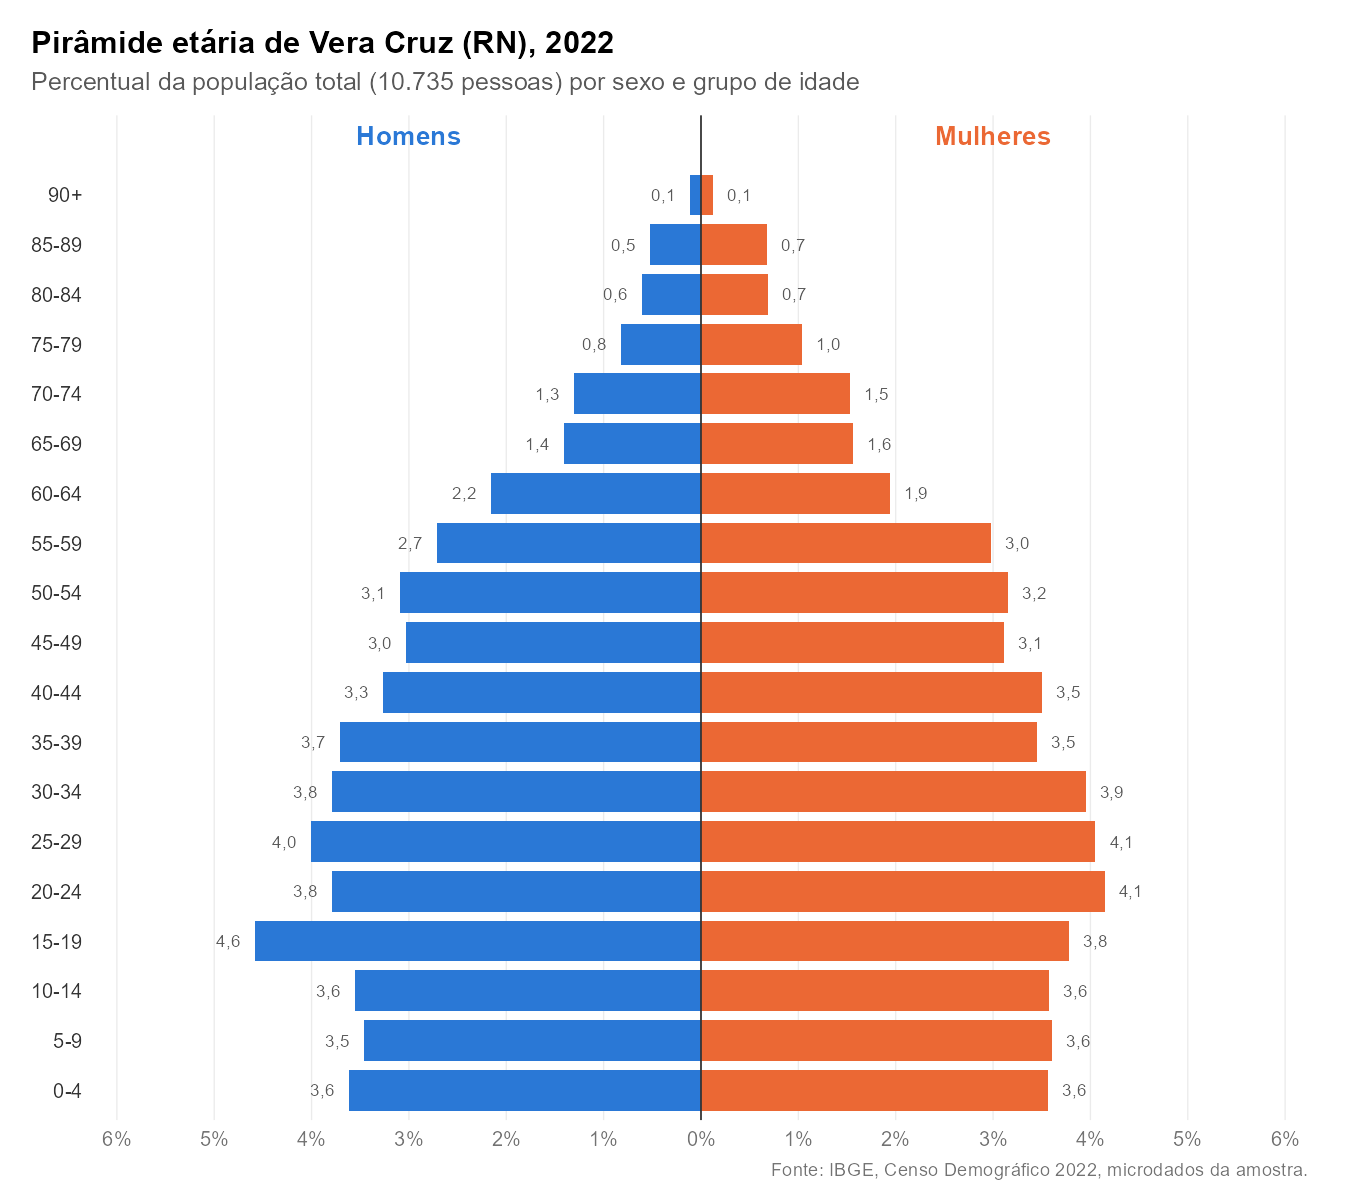 Pirâmide etária de Vera Cruz (RN), 2022
Percentual da população total (10.735 pessoas) por sexo e grupo de idade
Homens Mulheres
90+ 0,1 0,1
85-89 0,5 0,7
80-84 0,6 0,7
75-79 0,8 1,0
70-74 1,3 1,5
65-69 1,4 1,6
60-64 2,2 1,9
55-59 2,7 3,0
50-54 3,1 3,2
45-49 3,0 3,1
40-44 3,3 3,5
35-39 3,7 3,5
30-34 3,8 3,9
25-29 4,0 4,1
20-24 3,8 4,1
15-19 4,6 3,8
10-14 3,6 3,6
5-9 3,5 3,6
0-4 3,6 3,6
6% 5% 4% 3% 2% 1% 0% 1% 2% 3% 4% 5% 6%
Fonte: IBGE, Censo Demográfico 2022, microdados da amostra.